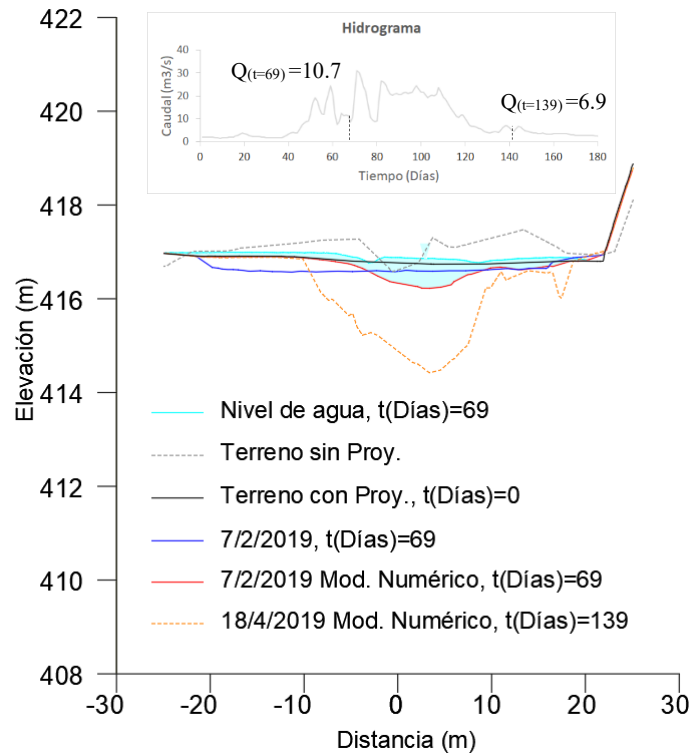 Hidrograma
Q(t=69) =10.7
Q(t=139) =6.9
Caudal (m3/s)
40
30
20
10
0
0 20 40 60 80 100 120 140 160 180
Tiempo (Días)
Elevación (m)
422
420
418
416
414
412
410
408
Nivel de agua, t(Días)=69
Terreno sin Proy.
Terreno con Proy., t(Días)=0
7/2/2019, t(Días)=69
7/2/2019 Mod. Numérico, t(Días)=69
18/4/2019 Mod. Numérico, t(Días)=139
-30 -20 -10 0 10 20 30
Distancia (m)